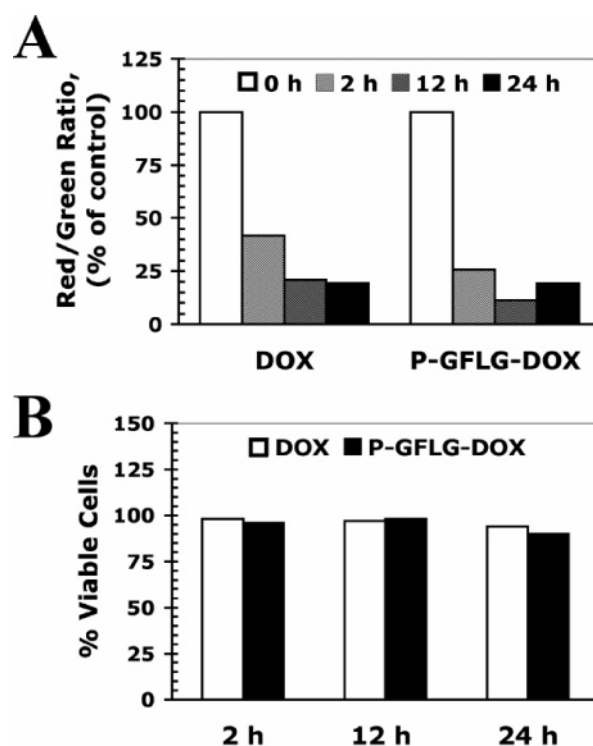 A
Red/Green Ratio,
(% of control)
125
100
75
50
25
0
0 h 2 h 12 h 24 h
DOX P-GFLG-DOX
B
% Viable Cells
150
125
100
75
50
25
0
DOX P-GFLG-DOX
2 h 12 h 24 h